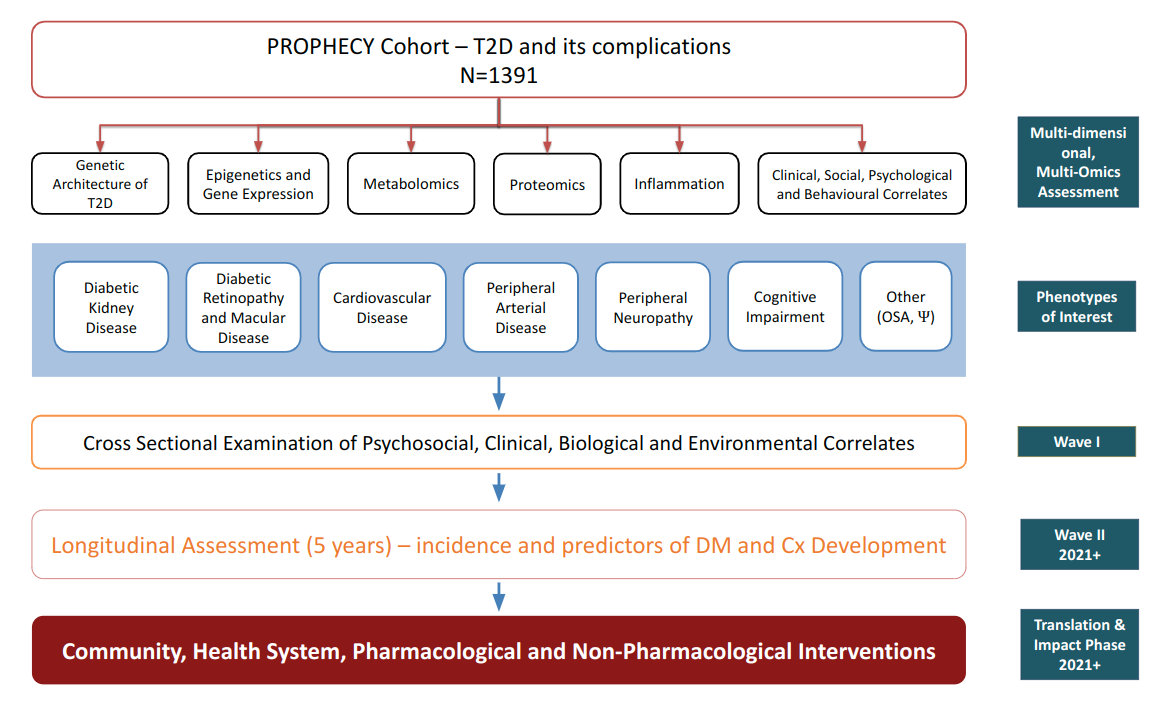 PROPHECY Cohort – T2D and its complications
N=1391
Multi-dimensi
onal,
Multi-Omics
Assessment
Genetic
Architecture of
T2D
Epigenetics and
Gene Expression
Metabolomics
Proteomics
Inflammation
Clinical, Social, Psychological
and Behavioural Correlates
Diabetic
Kidney
Disease
Diabetic
Retinopathy
and Macular
Disease
Cardiovascular
Disease
Peripheral
Arterial
Disease
Peripheral
Neuropathy
Cognitive
Impairment
Other
(OSA, Ψ)
Phenotypes
of Interest
Cross Sectional Examination of Psychosocial, Clinical, Biological and Environmental Correlates
Wave I
Longitudinal Assessment (5 years) – incidence and predictors of DM and Cx Development
Wave II
2021+
Community, Health System, Pharmacological and Non-Pharmacological Interventions
Translation &
Impact Phase
2021+